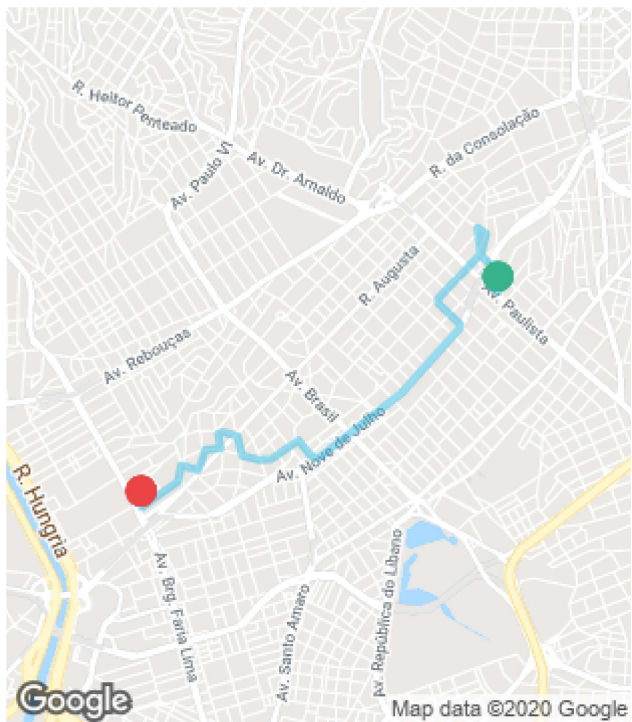 R. Heitor Penteado
Av. Paulo VI
Av. Dr. Arnaldo
R. da Consolação
R. Augusta
Av. Paulista
Av. Rebouças
Av. Brasil
Av. Nove de Julho
R. Hungria
Av. Brg. Faria Lima
Av. Santo Amaro
Av. República do Líbano
Google
Map data ©2020 Google